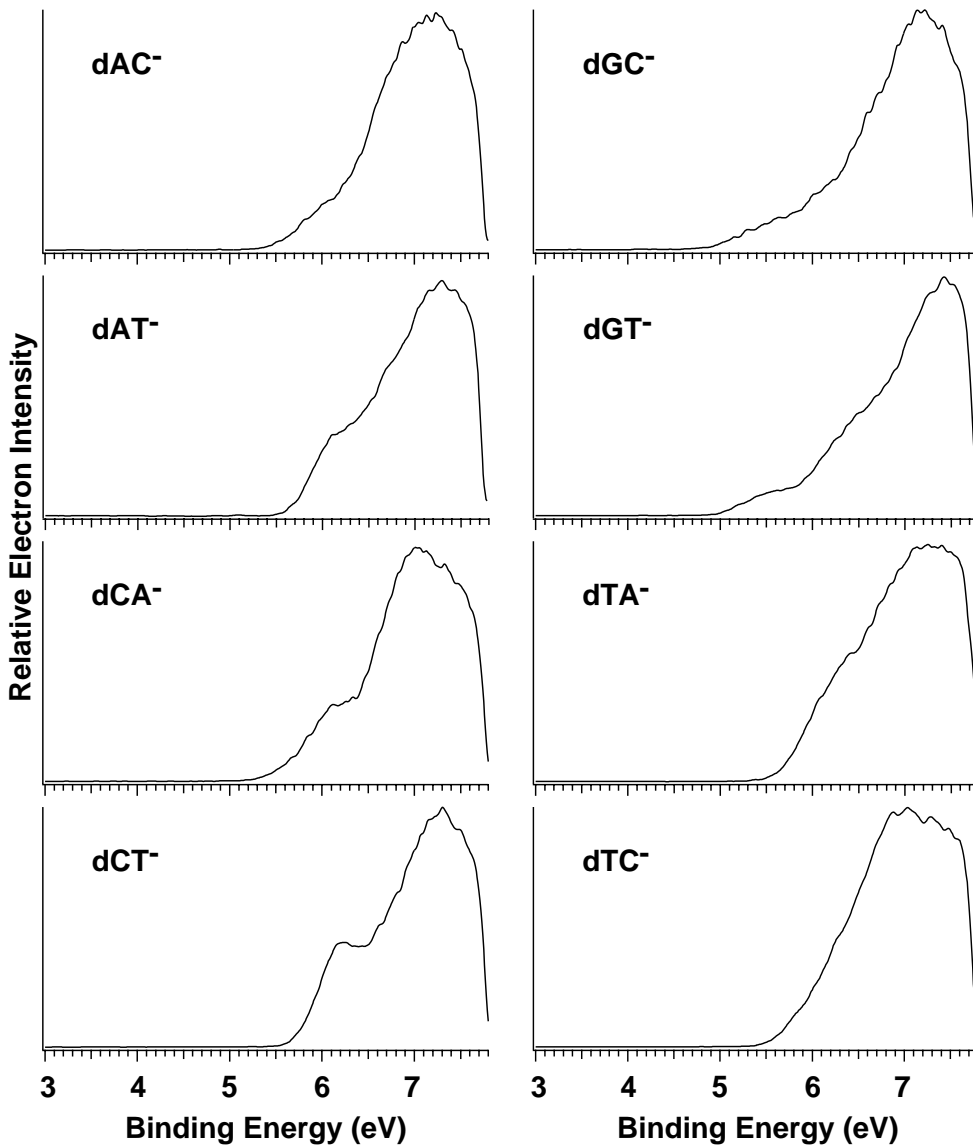 dAC-
dGC-
dAT-
dGT-
Relative Electron Intensity
dCA-
dTA-
dCT-
dTC-
3 4 5 6 7
3 4 5 6 7
Binding Energy (eV)
Binding Energy (eV)